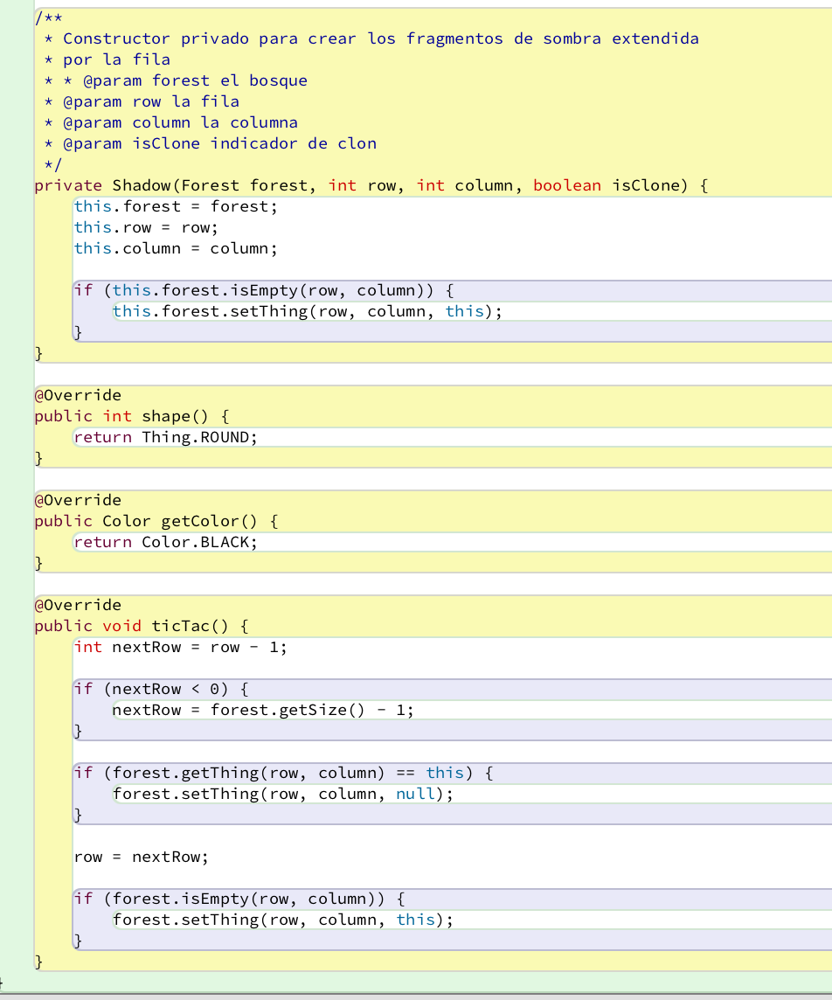 /**
 * Constructor privado para crear los fragmentos de sombra extendida
 * por la fila
 * * @param forest el bosque
 * @param row la fila
 * @param column la columna
 * @param isClone indicador de clon
 */
private Shadow(Forest forest, int row, int column, boolean isClone) {
    this.forest = forest;
    this.row = row;
    this.column = column;

    if (this.forest.isEmpty(row, column)) {
        this.forest.setThing(row, column, this);
    }
}

@Override
public int shape() {
    return Thing.ROUND;
}

@Override
public Color getColor() {
    return Color.BLACK;
}

@Override
public void ticTac() {
    int nextRow = row - 1;

    if (nextRow < 0) {
        nextRow = forest.getSize() - 1;
    }

    if (forest.getThing(row, column) == this) {
        forest.setThing(row, column, null);
    }

    row = nextRow;

    if (forest.isEmpty(row, column)) {
        forest.setThing(row, column, this);
    }
}
}